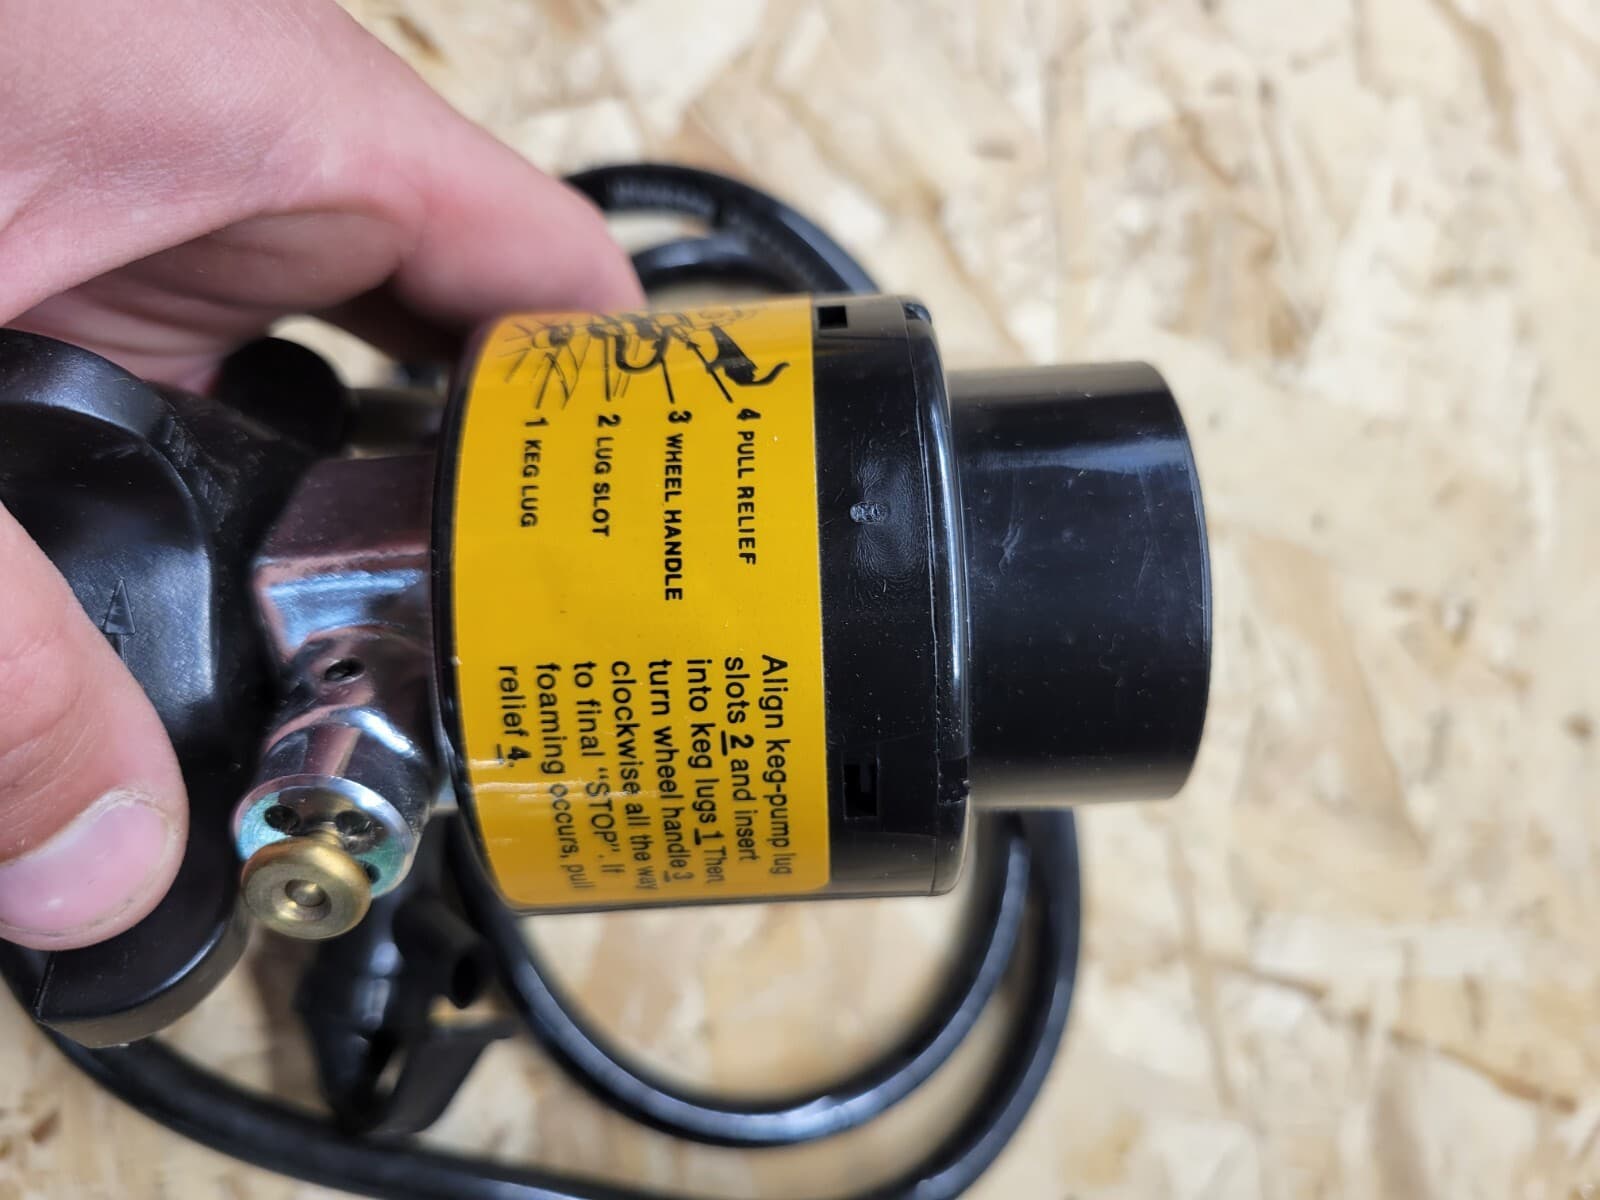 4 PULL RELIEF
3 WHEEL HANDLE
2 LUG SLOT
1 KEG LUG
Align keg-pump lug
slots 2 and insert
into keg lugs 1 Then
turn wheel handle 3
clockwise all the way
to final "STOP". If
foaming occurs, pull
relief 4.